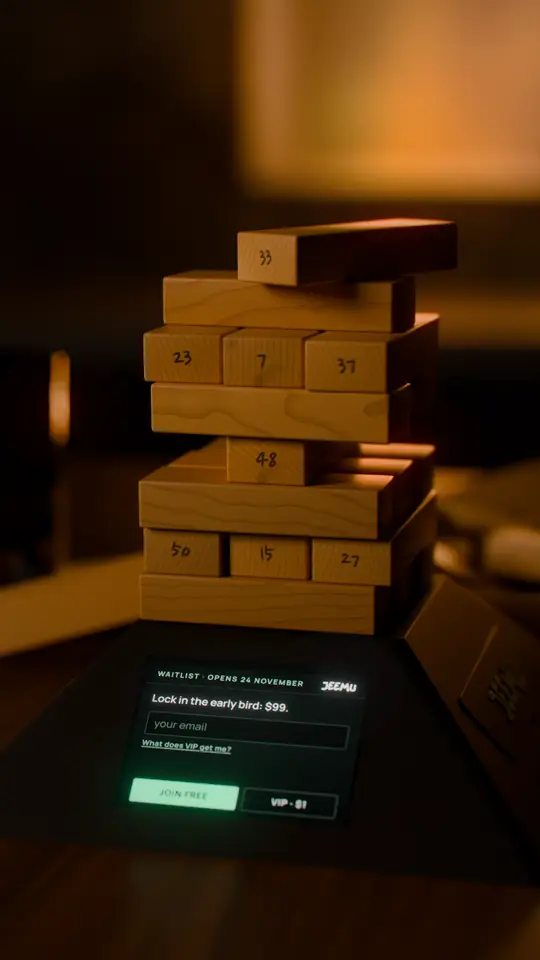 33
23 7 37
48
50 15 27
WAITLIST · OPENS 24 NOVEMBER JEEMU
Lock in the early bird: $99.
your email
What does VIP get me?
JOIN FREE VIP · $1